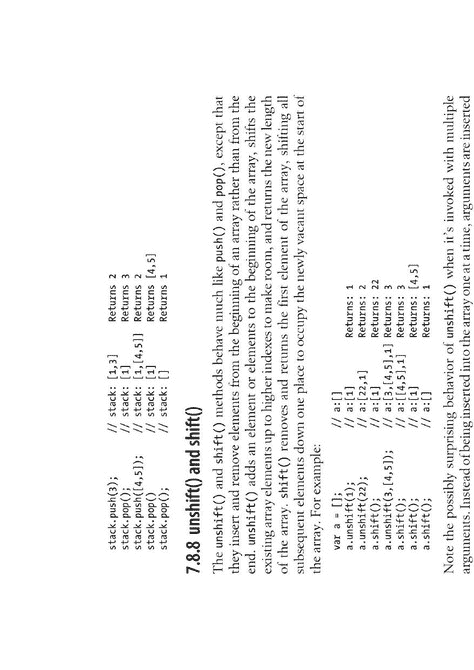 stack.push(3);       // stack: [1,3]      Returns 2
stack.pop();         // stack: [1]        Returns 3
stack.push([4,5]);   // stack: [1,[4,5]]  Returns 2
stack.pop()          // stack: [1]        Returns [4,5]
stack.pop();         // stack: []         Returns 1
7.8.8 unshift() and shift()
The unshift() and shift() methods behave much like push() and pop(), except that
they insert and remove elements from the beginning of an array rather than from the
end. unshift() adds an element or elements to the beginning of the array, shifts the
existing array elements up to higher indexes to make room, and returns the new length
of the array. shift() removes and returns the first element of the array, shifting all
subsequent elements down one place to occupy the newly vacant space at the start of
the array. For example:
var a = [];            // a:[]
a.unshift(1);          // a:[1]          Returns: 1
a.unshift(22);         // a:[22,1]       Returns: 2
a.shift();             // a:[1]          Returns: 22
a.unshift(3,[4,5]);    // a:[3,[4,5],1]  Returns: 3
a.shift();             // a:[[4,5],1]    Returns: 3
a.shift();             // a:[1]          Returns: [4,5]
a.shift();             // a:[]           Returns: 1
Note the possibly surprising behavior of unshift() when it's invoked with multiple
arguments. Instead of being inserted into the array one at a time, arguments are inserted